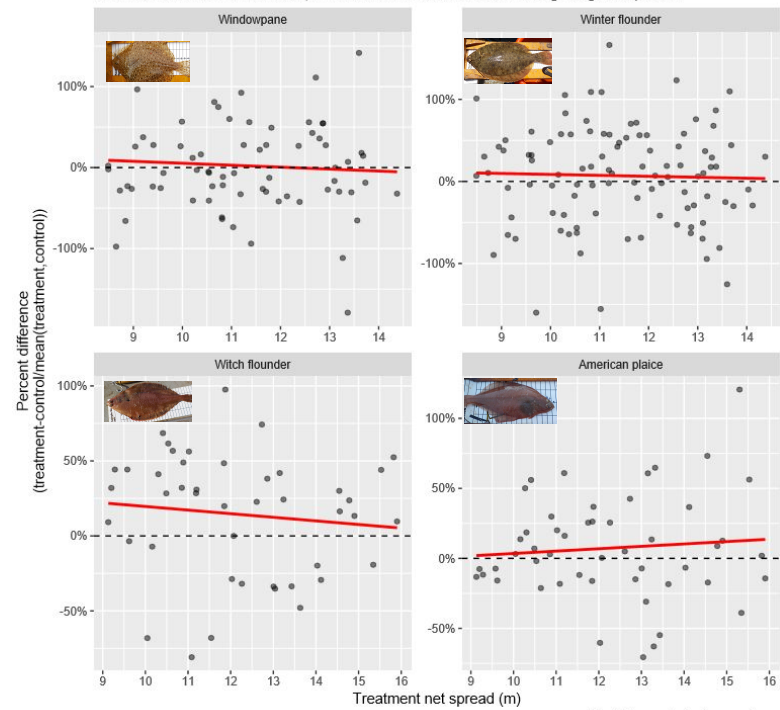 Windowpane
Winter flounder
100%
0%
-100%
9 10 11 12 13 14
100%
0%
-100%
9 10 11 12 13 14
Percent difference
(treatment-control/mean(treatment,control))
Witch flounder
American plaice
100%
50%
0%
-50%
9 10 11 12 13 14 15 16
100%
50%
0%
-50%
9 10 11 12 13 14 15 16
Treatment net spread (m)